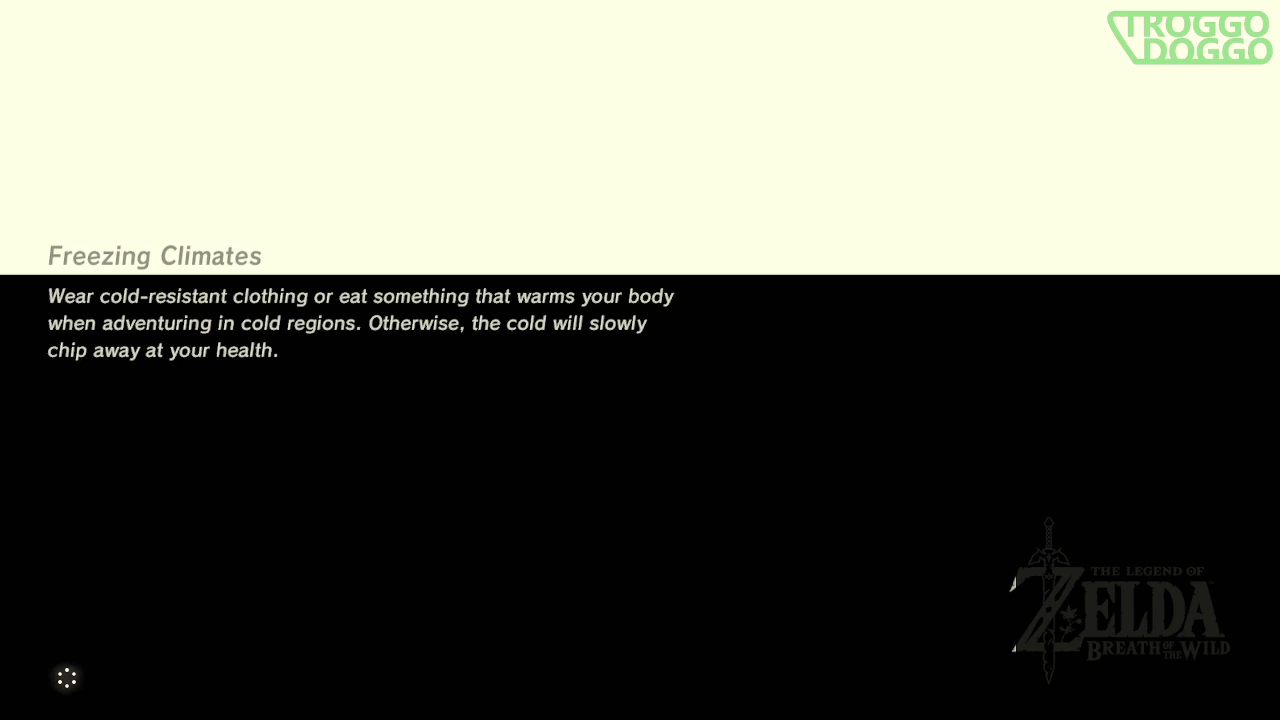 TROGGO
DOGGO
Freezing Climates
Wear cold-resistant clothing or eat something that warms your body
when adventuring in cold regions. Otherwise, the cold will slowly
chip away at your health.
THE LEGEND OF
ZELDA
BREATH OF THE WILD